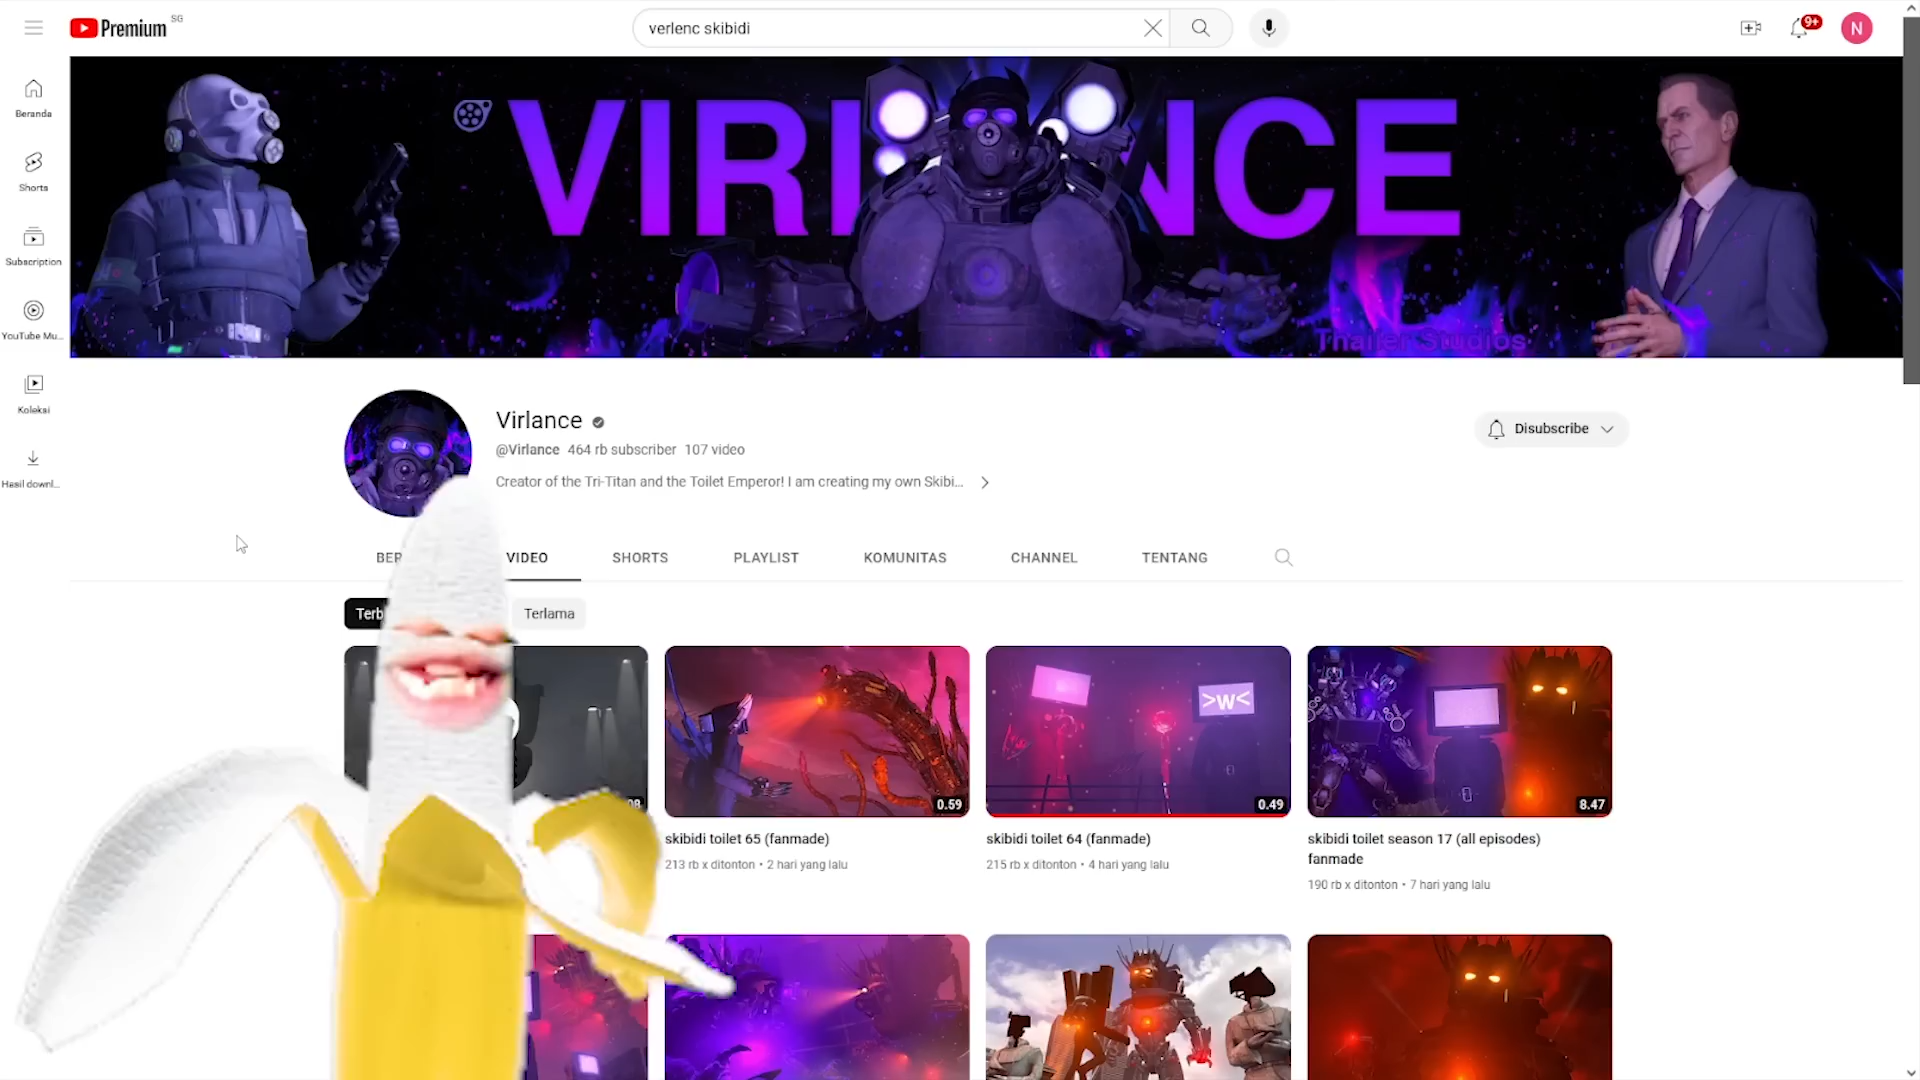 Premium SG
verlenc skibidi
9+
N
Beranda
Shorts
Subscription
YouTube Mu...
Koleksi
Hasil downl...
VIRL NCE
Thailer Studios
Virlance
@Virlance 464 rb subscriber 107 video
Creator of the Tri-Titan and the Toilet Emperor! I am creating my own Skibi...
Disubscribe
BER
VIDEO
SHORTS
PLAYLIST
KOMUNITAS
CHANNEL
TENTANG
Terb
Terlama
08
0.59
>w<
0.49
8.47
skibidi toilet 65 (fanmade)
213 rb x ditonton • 2 hari yang lalu
skibidi toilet 64 (fanmade)
215 rb x ditonton • 4 hari yang lalu
skibidi toilet season 17 (all episodes)
fanmade
190 rb x ditonton • 7 hari yang lalu